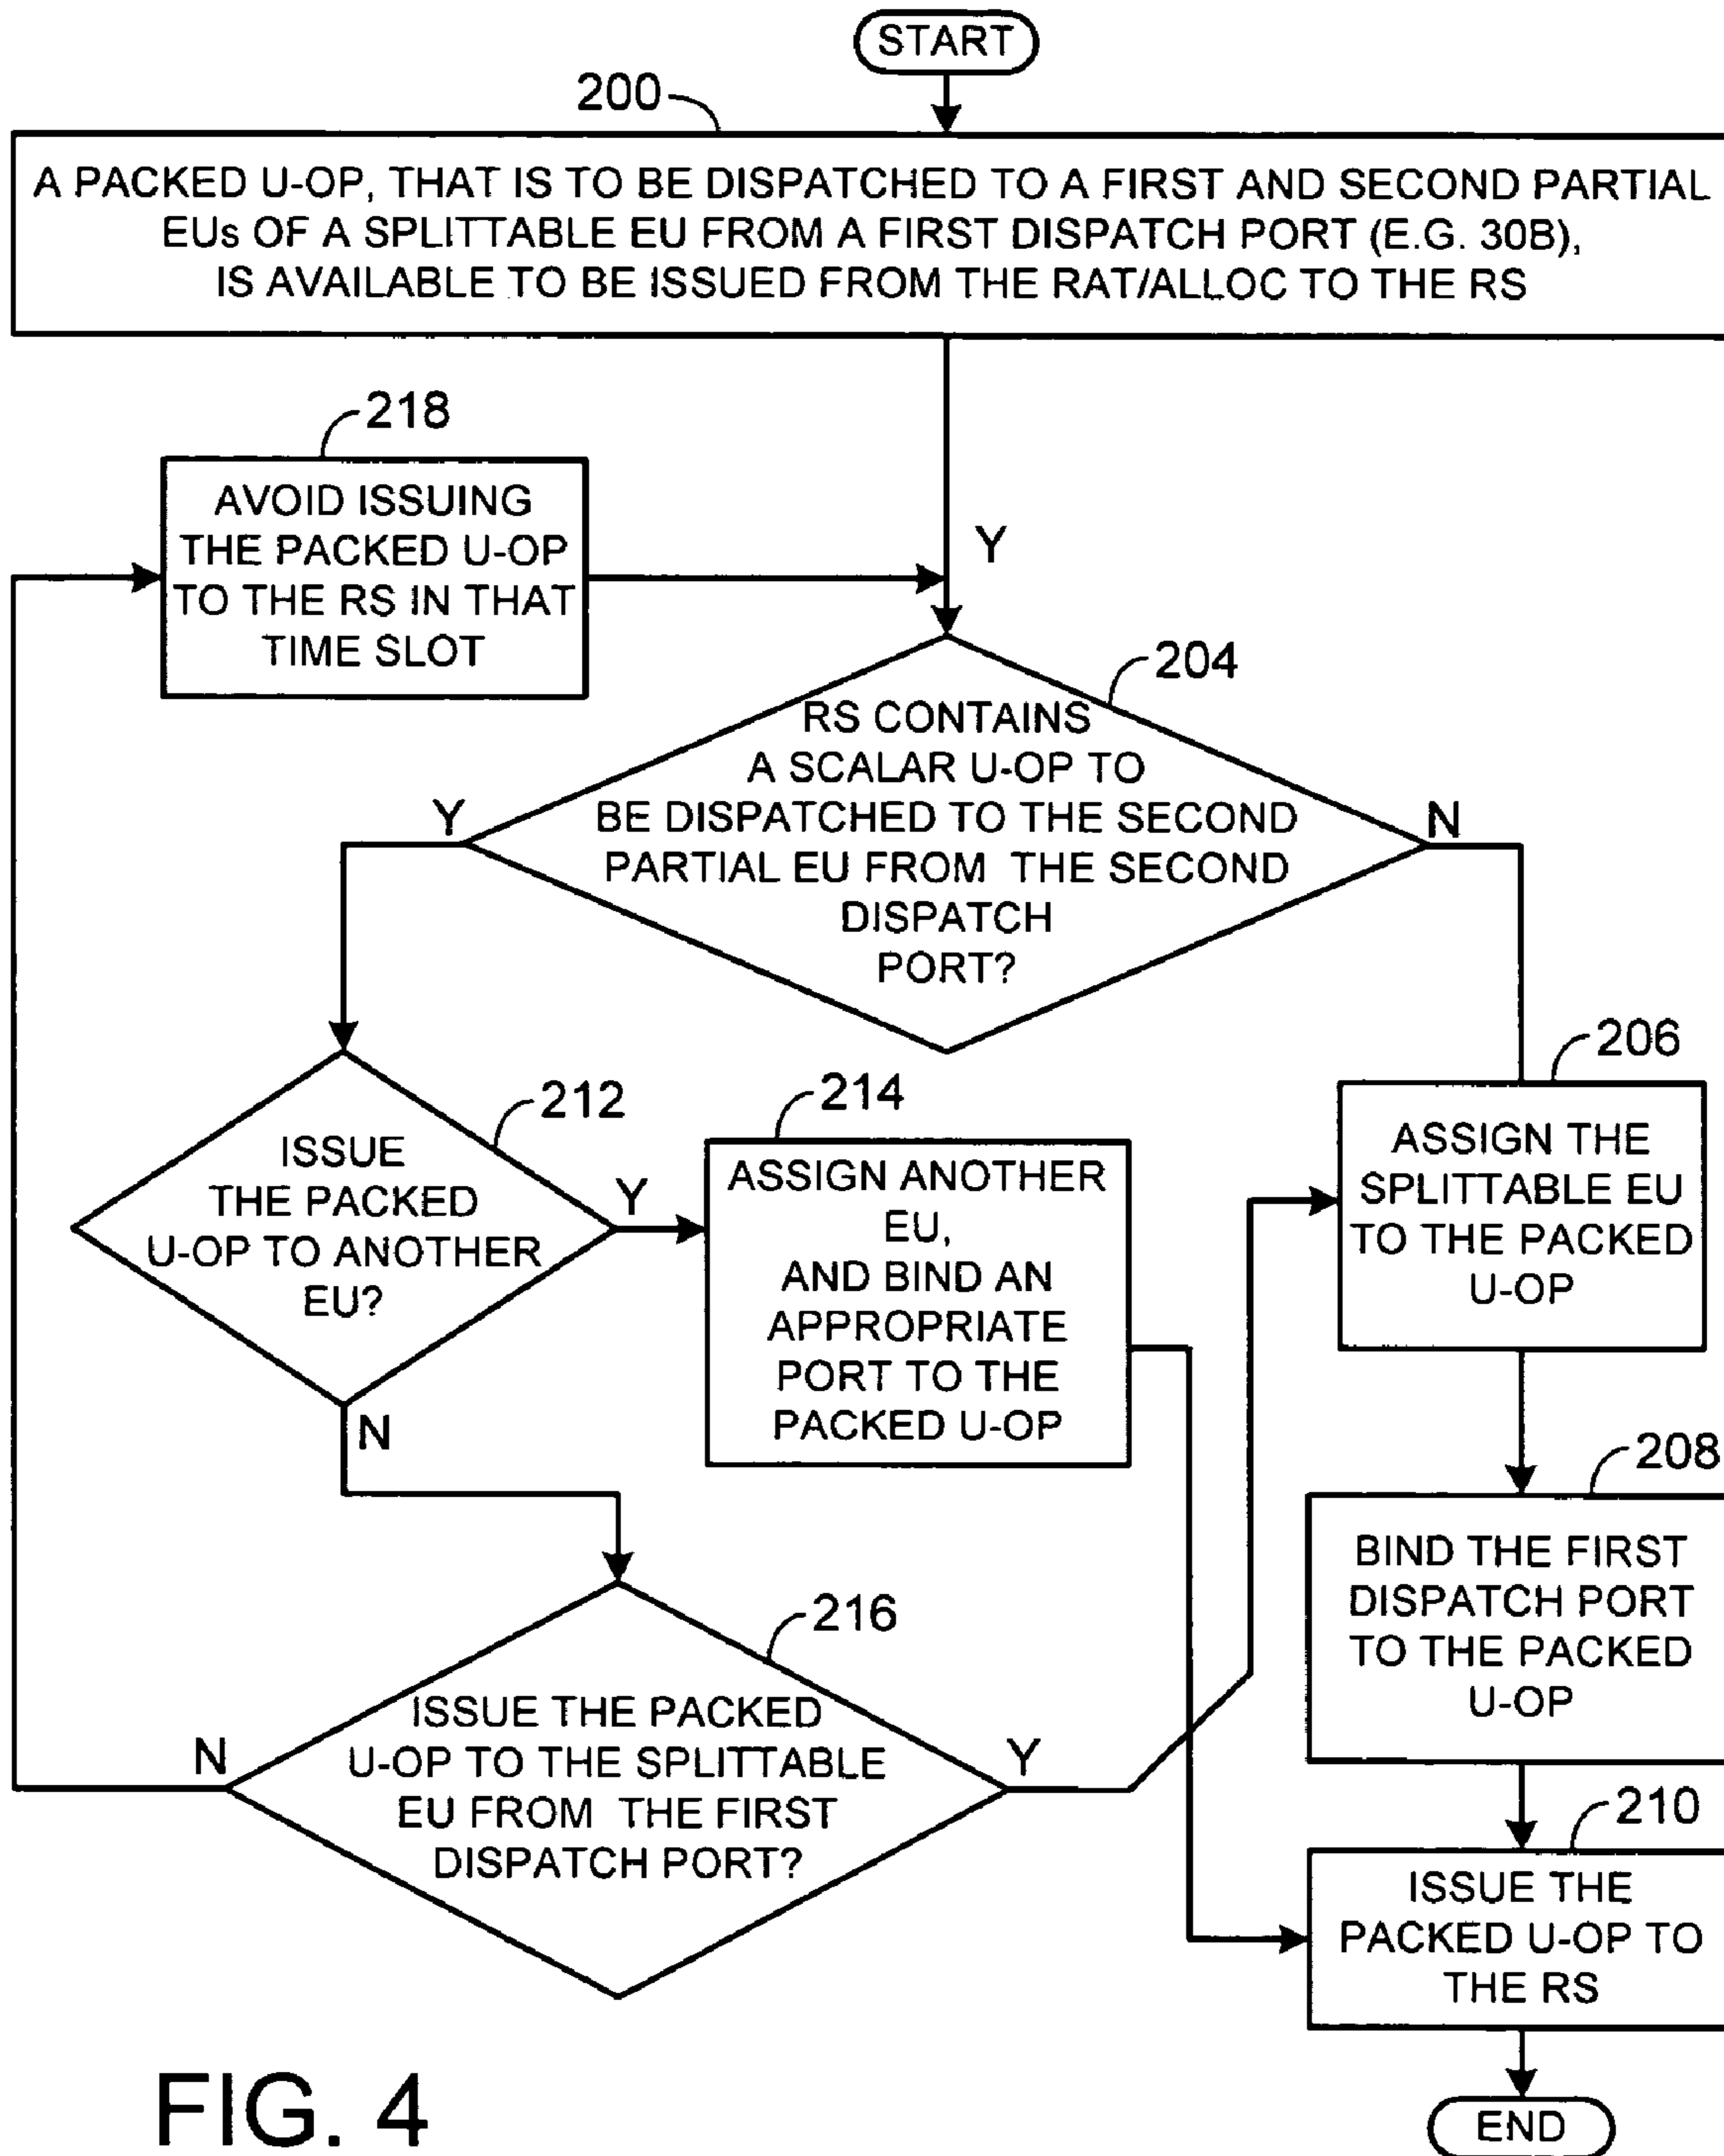 START
200
A PACKED U-OP, THAT IS TO BE DISPATCHED TO A FIRST AND SECOND PARTIAL
EUs OF A SPLITTABLE EU FROM A FIRST DISPATCH PORT (E.G. 30B),
IS AVAILABLE TO BE ISSUED FROM THE RAT/ALLOC TO THE RS
218
AVOID ISSUING
THE PACKED U-OP
TO THE RS IN THAT
TIME SLOT
Y
204
RS CONTAINS
A SCALAR U-OP TO
BE DISPATCHED TO THE SECOND
PARTIAL EU FROM THE SECOND
DISPATCH
PORT?
Y
N
212
ISSUE
THE PACKED
U-OP TO ANOTHER
EU?
Y
N
214
ASSIGN ANOTHER
EU,
AND BIND AN
APPROPRIATE
PORT TO THE
PACKED U-OP
206
ASSIGN THE
SPLITTABLE EU
TO THE PACKED
U-OP
208
BIND THE FIRST
DISPATCH PORT
TO THE PACKED
U-OP
216
ISSUE THE PACKED
U-OP TO THE SPLITTABLE
EU FROM THE FIRST
DISPATCH PORT?
N
Y
210
ISSUE THE
PACKED U-OP TO
THE RS
END
FIG. 4